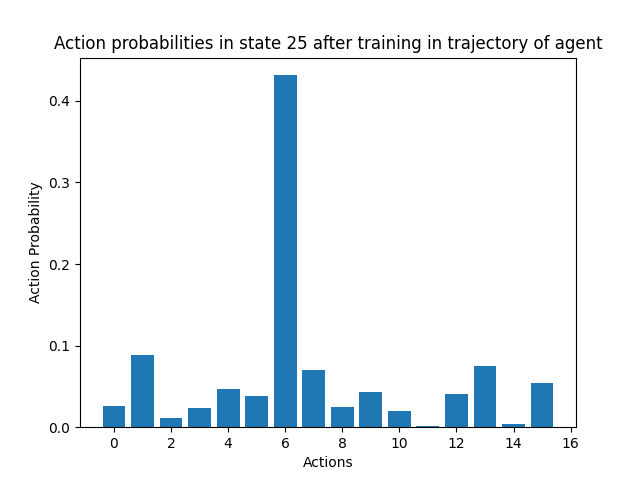 Action probabilities in state 25 after training in trajectory of agent
0.4
0.3
0.2
0.1
0.0
Action Probability
0 2 4 6 8 10 12 14 16
Actions